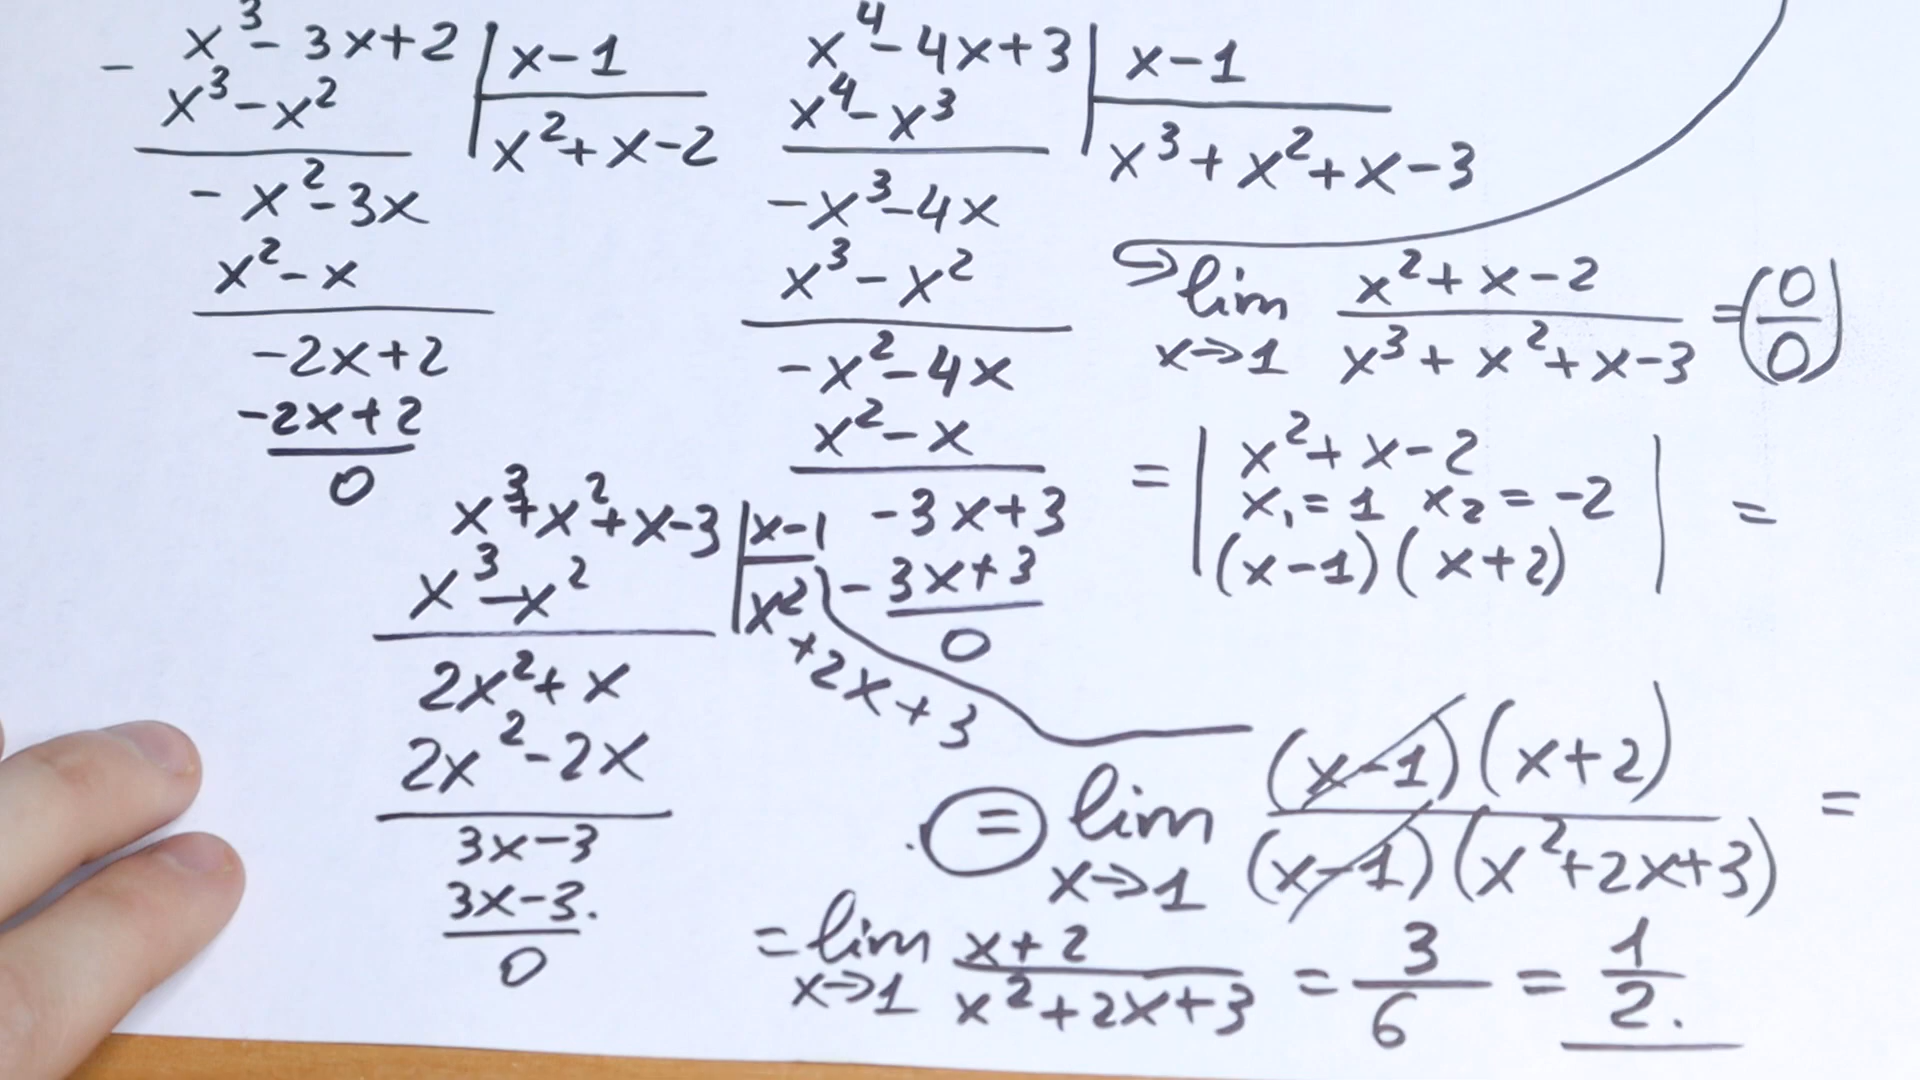 - x³ - 3x + 2 | x - 1
x³ - x² | x² + x - 2
- x² - 3x
x² - x
-2x + 2
-2x + 2
0
x⁴ - 4x + 3 | x - 1
x⁴ - x³ | x³ + x² + x - 3
- x³ - 4x
x³ - x²
- x² - 4x
x² - x
- 3x + 3
- 3x + 3
0
lim x→1 (x² + x - 2)/(x³ + x² + x - 3) = (0/0)
= | x² + x - 2
x₁ = 1 x₂ = -2
(x - 1)(x + 2) | =
x³ + x² + x - 3 | x - 1
x³ - x² | x² + 2x + 3
2x² + x
2x² - 2x
3x - 3
3x - 3.
0
= lim x→1 (x - 1)(x + 2)/(x - 1)(x² + 2x + 3) =
= lim x→1 (x + 2)/(x² + 2x + 3) = 3/6 = 1/2.